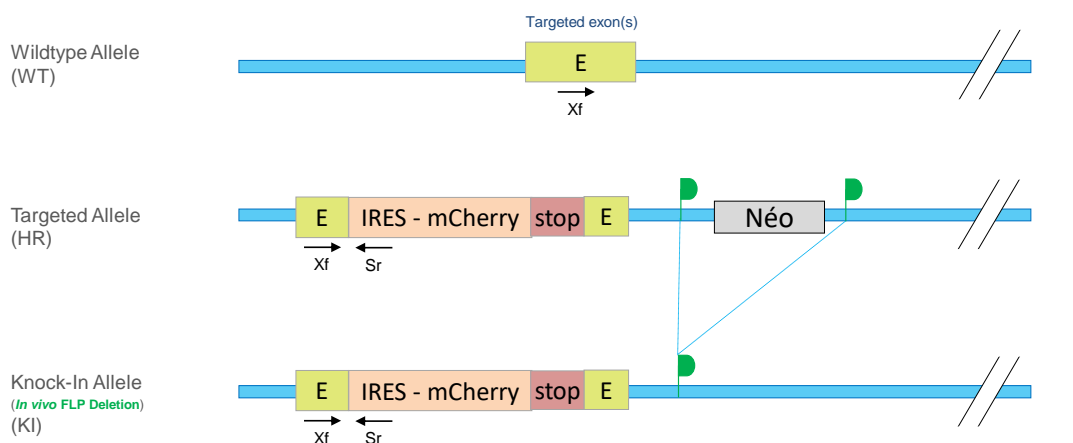 Targeted exon(s)
Wildtype Allele
(WT)
E
Xf
Targeted Allele
(HR)
E IRES - mCherry stop E
Néo
Xf Sr
Knock-In Allele
(In vivo FLP Deletion)
(KI)
E IRES - mCherry stop E
Xf Sr